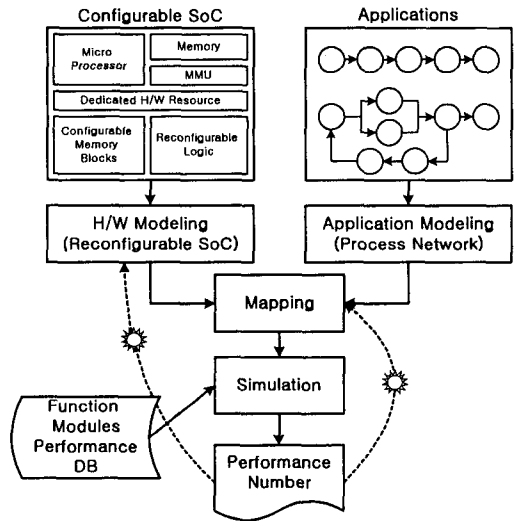 Configurable SoC
Applications
Micro
Processor
Memory
MMU
Dedicated H/W Resource
Configurable
Memory
Blocks
Reconfigurable
Logic
H/W Modeling
(Reconfigurable SoC)
Application Modeling
(Process Network)
Mapping
Simulation
Function
Modules
Performance
DB
Performance
Number